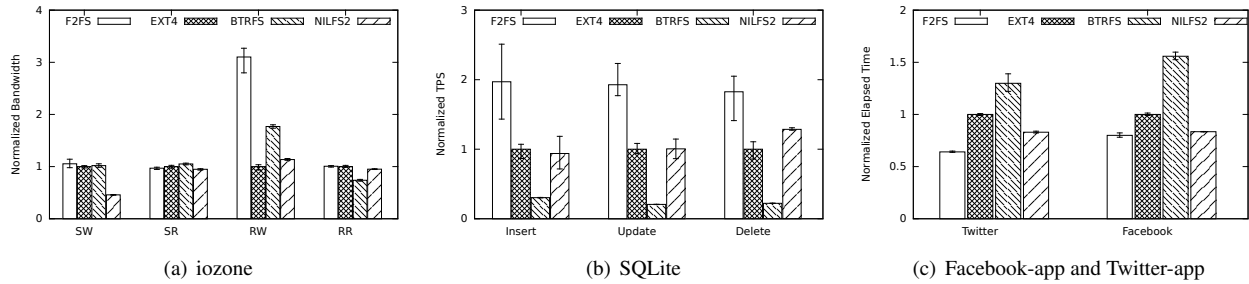 Normalized Bandwidth
4
3
2
1
0
F2FS EXT4 BTRFS NILFS2
SW SR RW RR
(a) iozone
Normalized TPS
3
2
1
0
F2FS EXT4 BTRFS NILFS2
Insert Update Delete
(b) SQLite
Normalized Elapsed Time
2
1.5
1
0.5
0
F2FS EXT4 BTRFS NILFS2
Twitter Facebook
(c) Facebook-app and Twitter-app